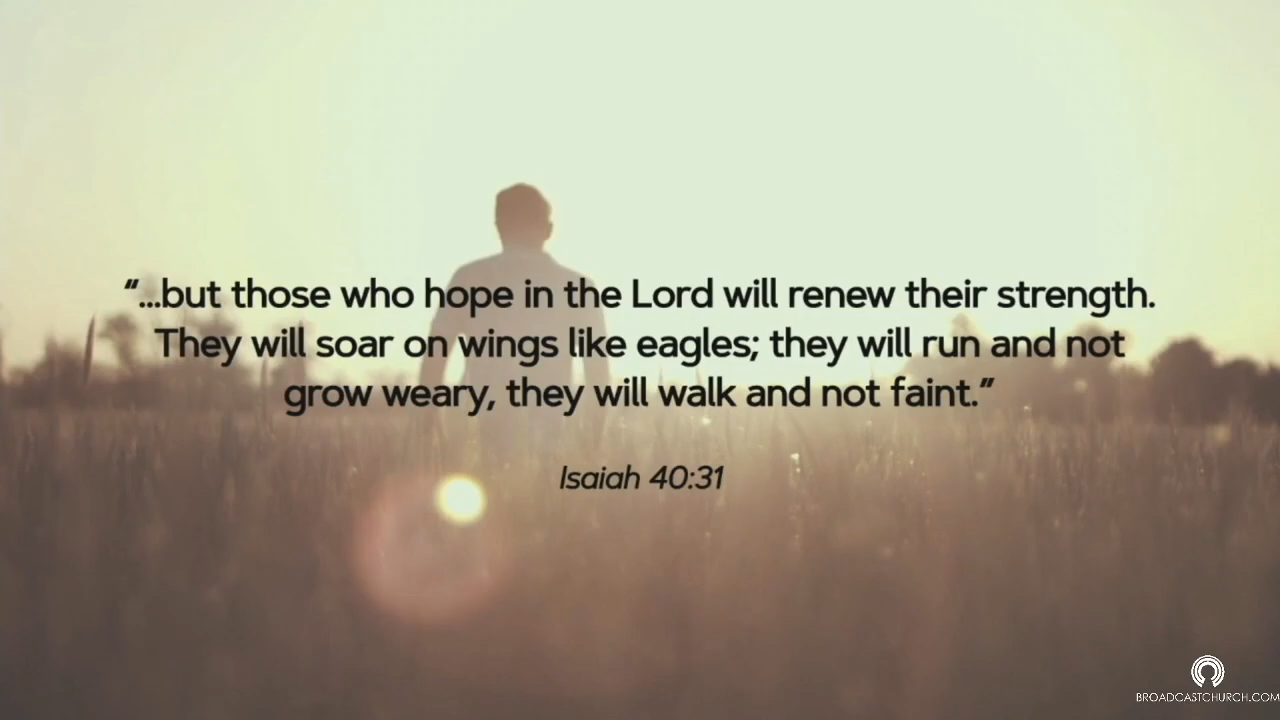 “...but those who hope in the Lord will renew their strength.
They will soar on wings like eagles; they will run and not
grow weary, they will walk and not faint.”
Isaiah 40:31
BROADCASTCHURCH.COM